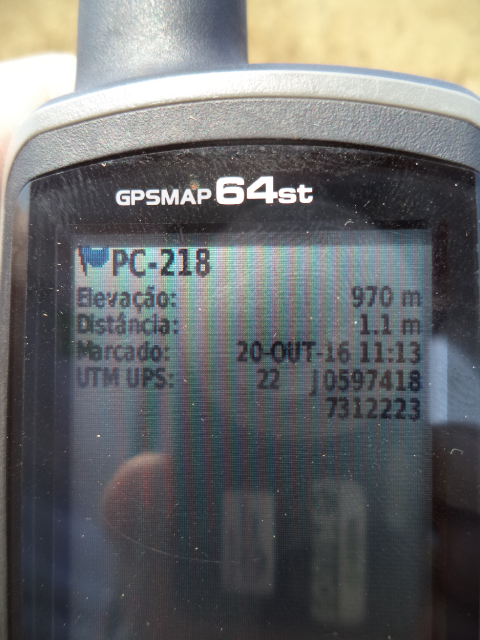 GPSMAP 64st
PC-218
Elevação: 970 m
Distância: 1.1 m
Marcado: 20-OUT-16 11:13
UTM UPS: 22 J 0597418
7312223